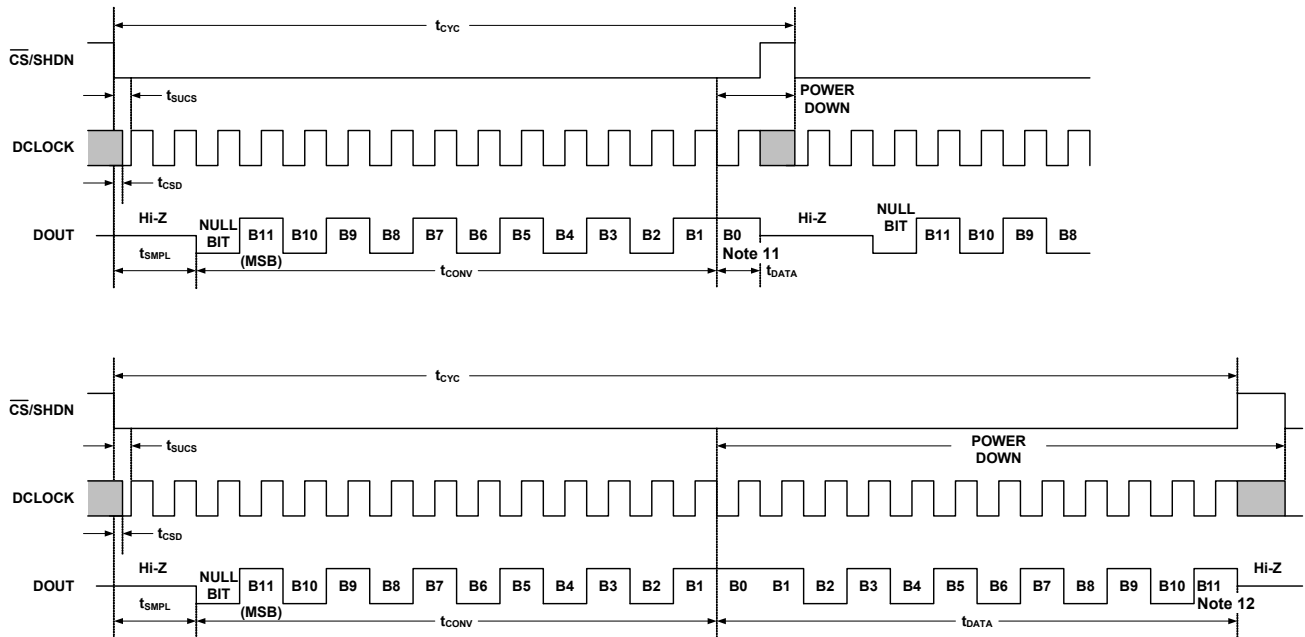 tCYC
CS/SHDN
tSUCS
POWER
DOWN
DCLOCK
tCSD
Hi-Z
NULL
BIT
B11 B10 B9 B8 B7 B6 B5 B4 B3 B2 B1 B0
Hi-Z
NULL
BIT
B11 B10 B9 B8
DOUT
(MSB)
Note 11
tSMPL
tCONV
tDATA
tCYC
CS/SHDN
tSUCS
POWER
DOWN
DCLOCK
tCSD
Hi-Z
NULL
BIT
B11 B10 B9 B8 B7 B6 B5 B4 B3 B2 B1 B0 B1 B2 B3 B4 B5 B6 B7 B8 B9 B10 B11
Hi-Z
DOUT
(MSB)
Note 12
tSMPL
tCONV
tDATA